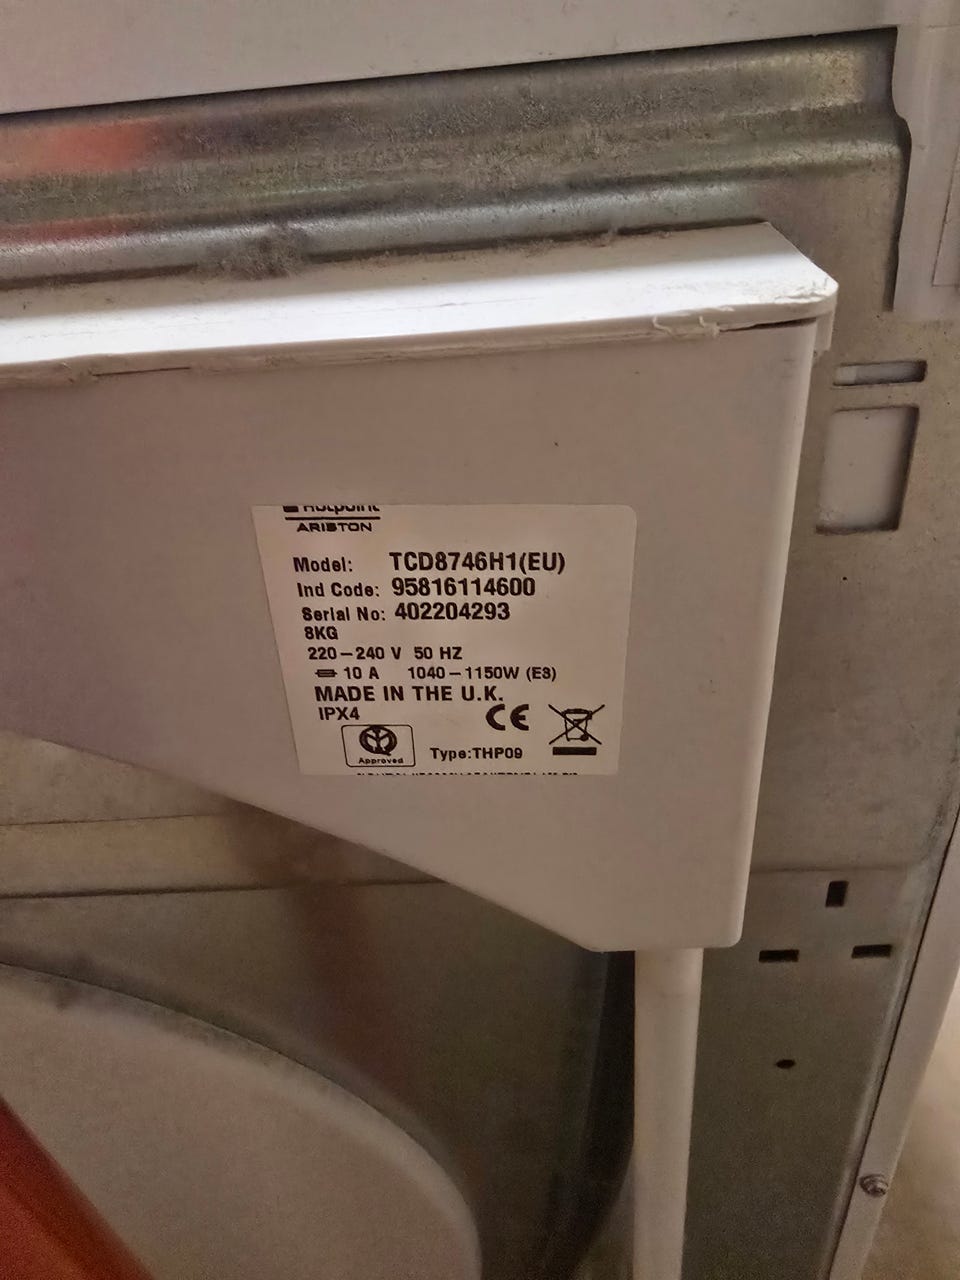 Hotpoint
ARISTON
Model: TCD8746H1(EU)
Ind Code: 95816114600
Serial No: 402204293
8KG
220-240 V 50 HZ
10 A 1040-1150W (E3)
MADE IN THE U.K.
IPX4
CE
Approved
Type:THP09